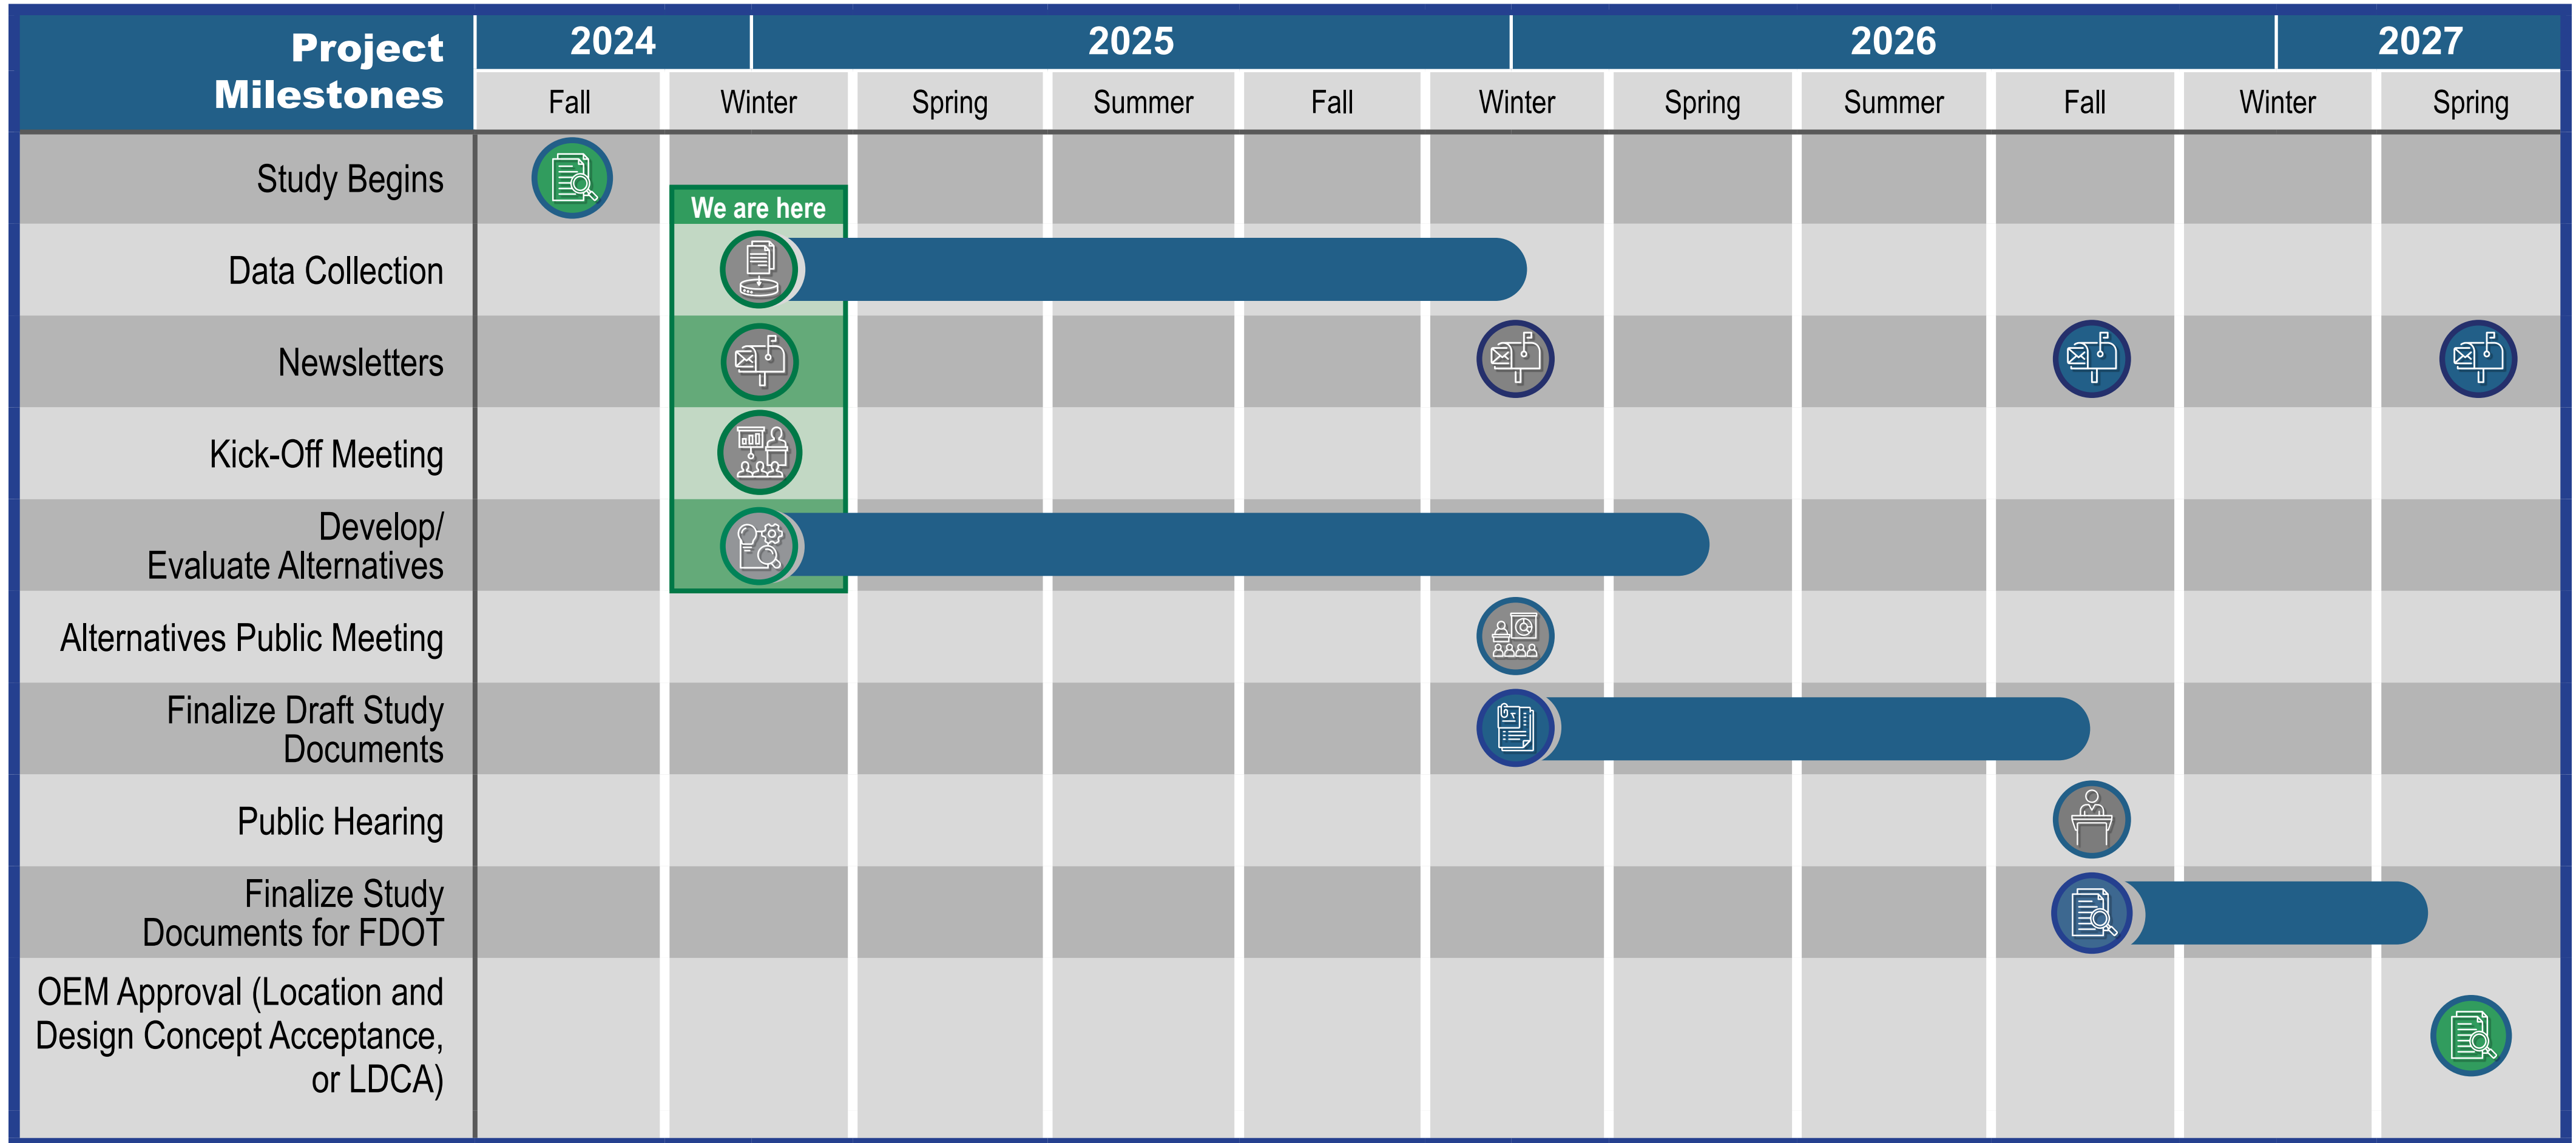 Project
Milestones
2024
2025
2026
2027
Fall
Winter
Spring
Summer
Fall
Winter
Spring
Summer
Fall
Winter
Spring
Study Begins
We are here
Data Collection
Newsletters
Kick-Off Meeting
Develop/
Evaluate Alternatives
Alternatives Public Meeting
Finalize Draft Study
Documents
Public Hearing
Finalize Study
Documents for FDOT
OEM Approval (Location and
Design Concept Acceptance,
or LDCA)